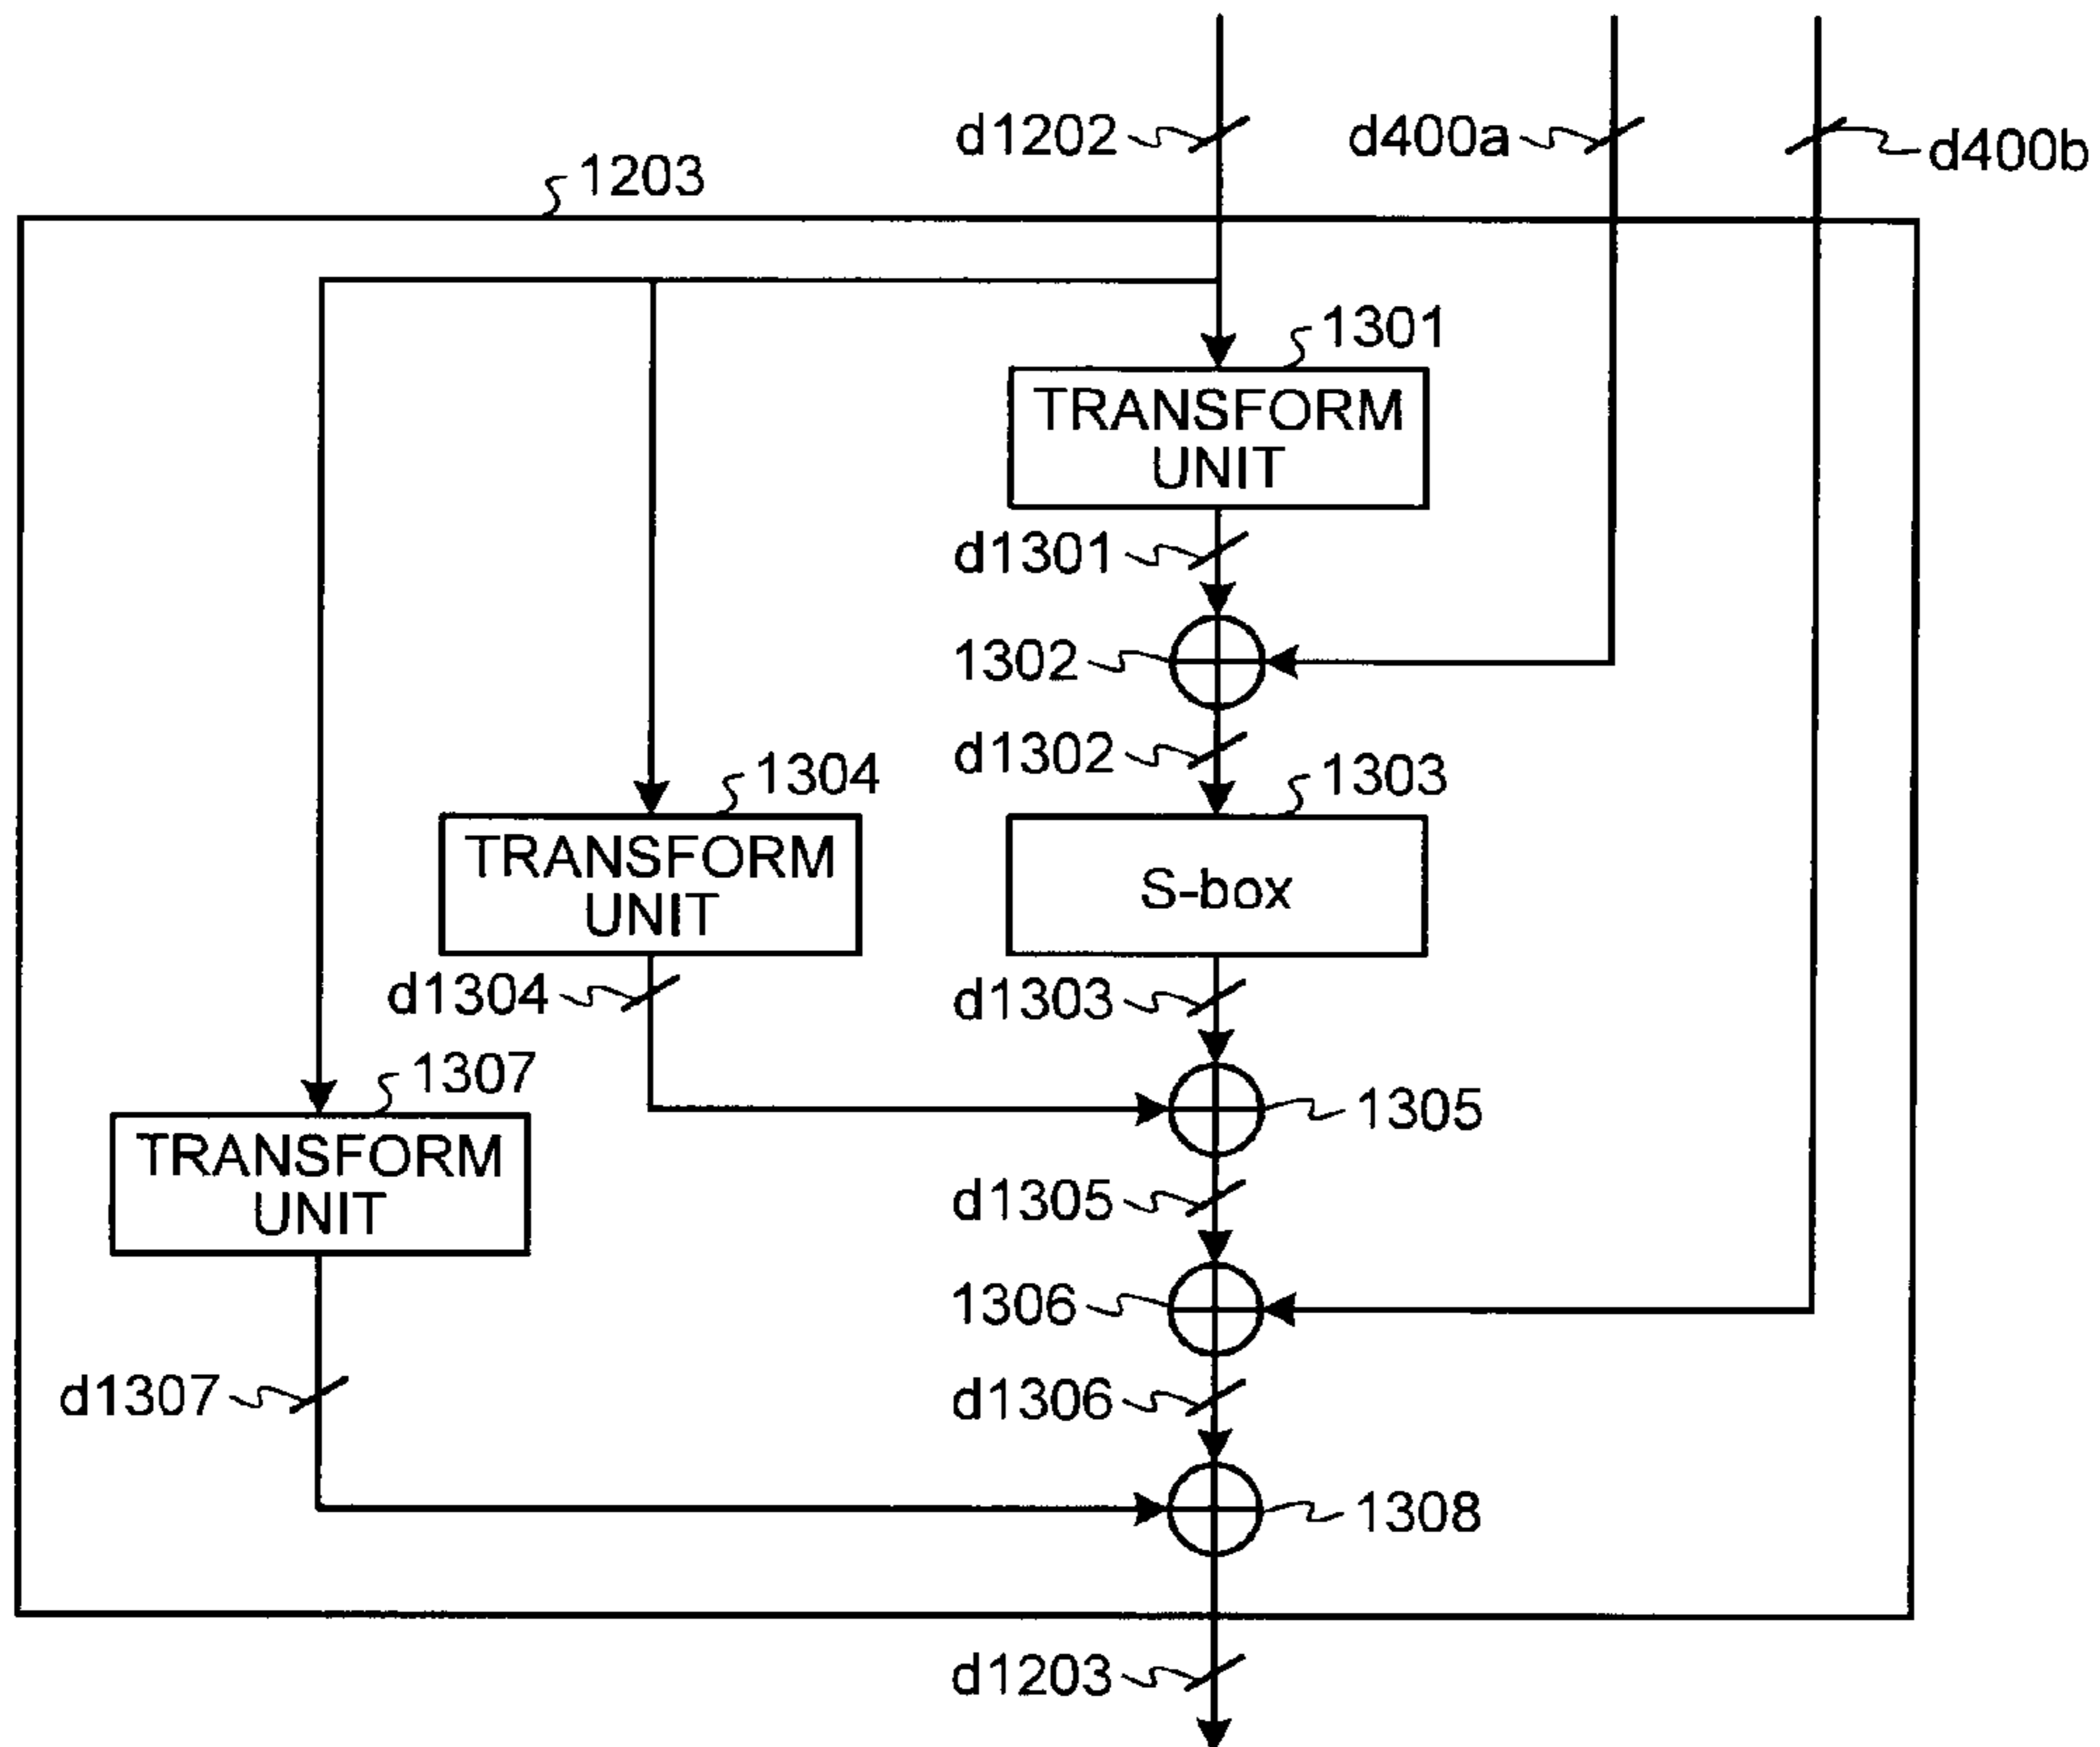 d1202
d400a
d400b
1203
1301
TRANSFORM
UNIT
d1301
1302
d1302
1304
1303
TRANSFORM
UNIT
S-box
d1304
d1303
1307
1305
TRANSFORM
UNIT
d1305
1306
d1307
d1306
1308
d1203